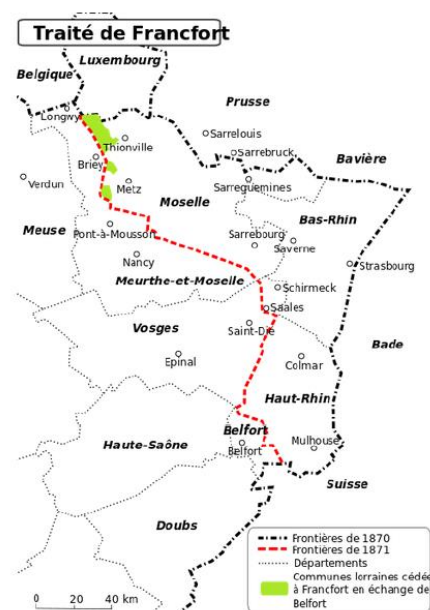 Traité de Francfort
Luxembourg
Belgique
Prusse
Longwy
Sarrelouis
Thionville
Sarrebruck
Briey
Bavière
Verdun
Metz
Sarreguemines
Moselle
Bas-Rhin
Meuse
Pont-à-Mousson
Sarrebourg
Saverne
Nancy
Strasbourg
Meurthe-et-Moselle
Schirmeck
Saales
Vosges
Saint-Dié
Bade
Epinal
Colmar
Haut-Rhin
Belfort
Haute-Saône
Belfort
Mulhouse
Suisse
Doubs
Frontières de 1870
Frontières de 1871
Départements
Communes lorraines cédée
à Francfort en échange de
Belfort
0 20 40 km